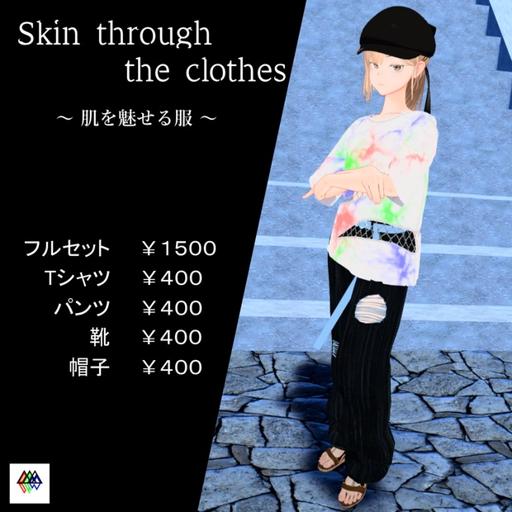 Skin through
the clothes
～ 肌を魅せる服 ～
フルセット ￥１５００
Tシャツ ￥４００
パンツ ￥４００
靴 ￥４００
帽子 ￥４００